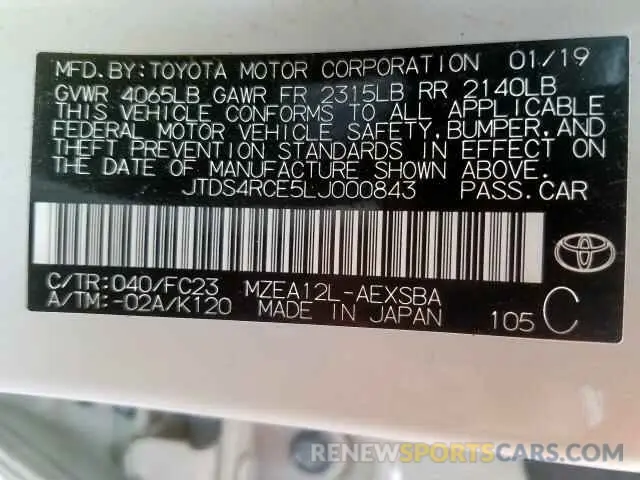 MFD.BY:TOYOTA MOTOR CORPORATION 01/19
GVWR 4065LB GAWR FR 2315LB RR 2140LB
THIS VEHICLE CONFORMS TO ALL APPLICABLE
FEDERAL MOTOR VEHICLE SAFETY,BUMPER,AND
THEFT PREVENTION STANDARDS IN EFFECT ON
THE DATE OF MANUFACTURE SHOWN ABOVE.
JTDS4RCE5LJ000843 PASS.CAR
C/TR:040/FC23 MZEA12L-AEXSBA
A/TM:-02A/K120 MADE IN JAPAN 105 C
RENEWSPORTSCARS.COM